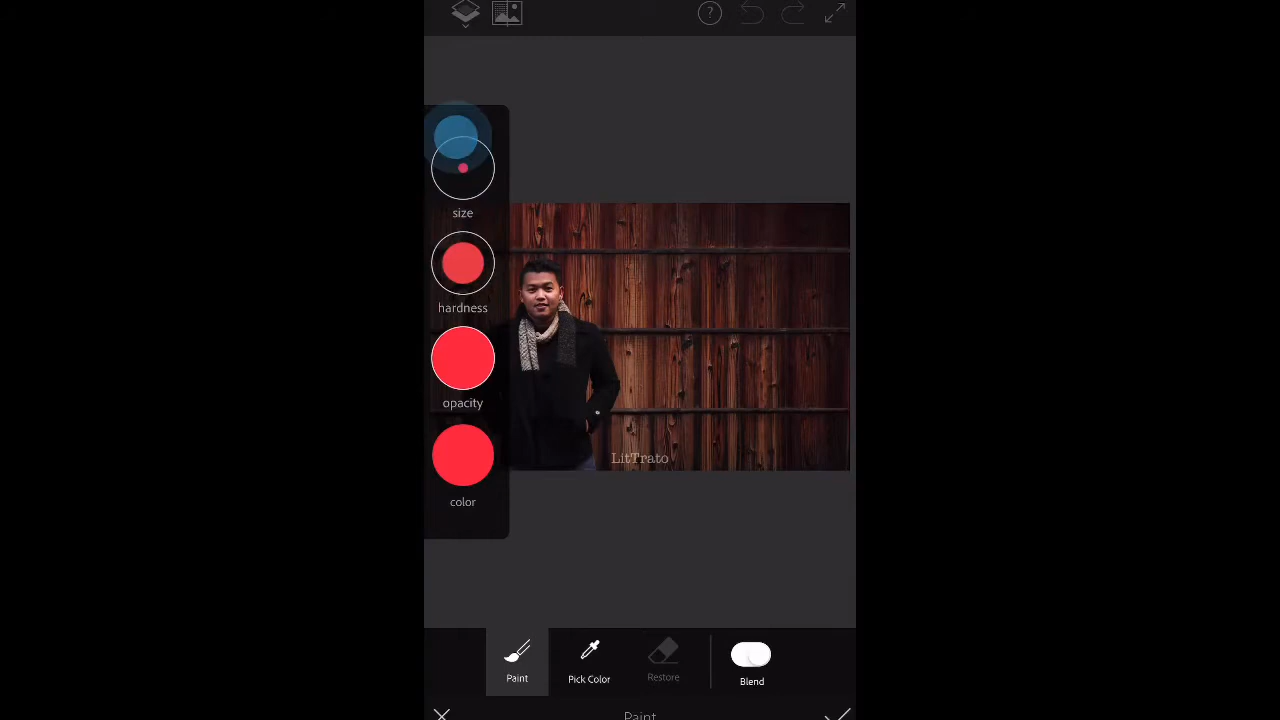 ?
size
hardness
opacity
color
LitTrato
Paint
Pick Color
Restore
Blend
Paint